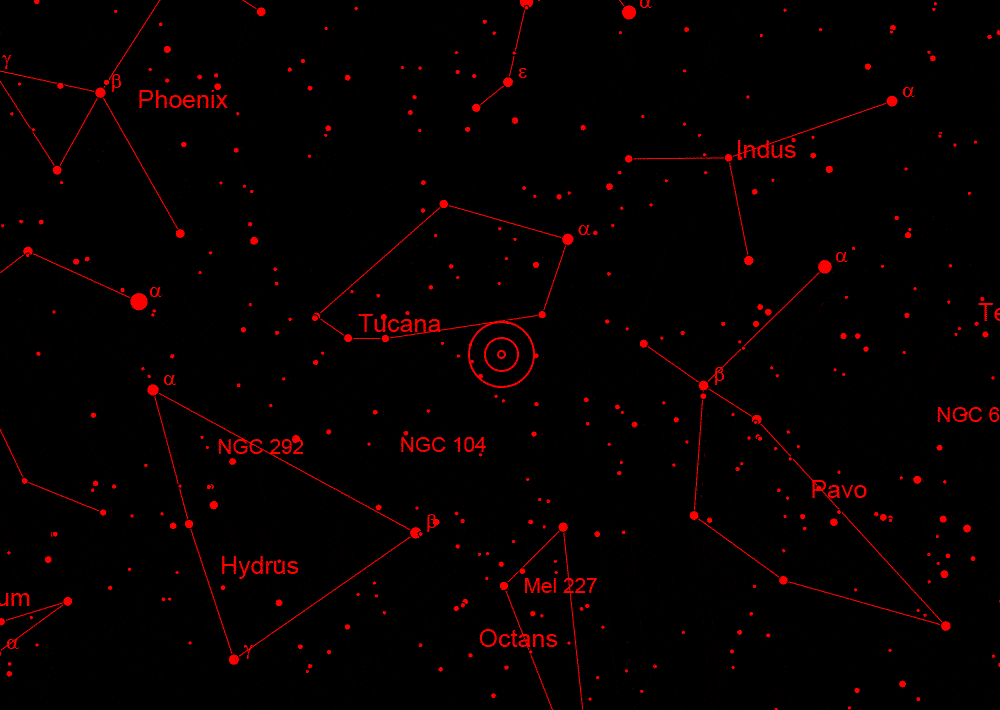 α
γ
ε
β
α
Phoenix
Indus
α
α
α
Te
Tucana
β
α
NGC 6
NGC 292
NGC 104
Pavo
β
Hydrus
Mel 227
um
Octans
α
γ